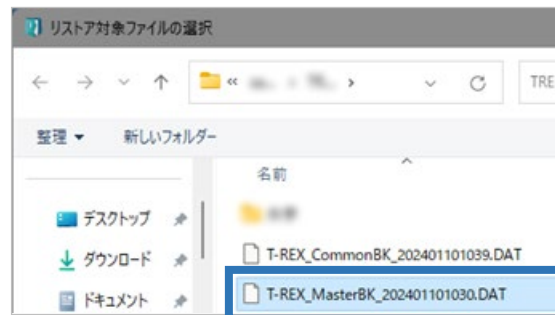 リストア対象ファイルの選択
«
TRE
整理 新しいフォルダー
名前
デスクトップ
ダウンロード
ドキュメント
T-REX_CommonBK_202401101039.DAT
T-REX_MasterBK_202401101030.DAT